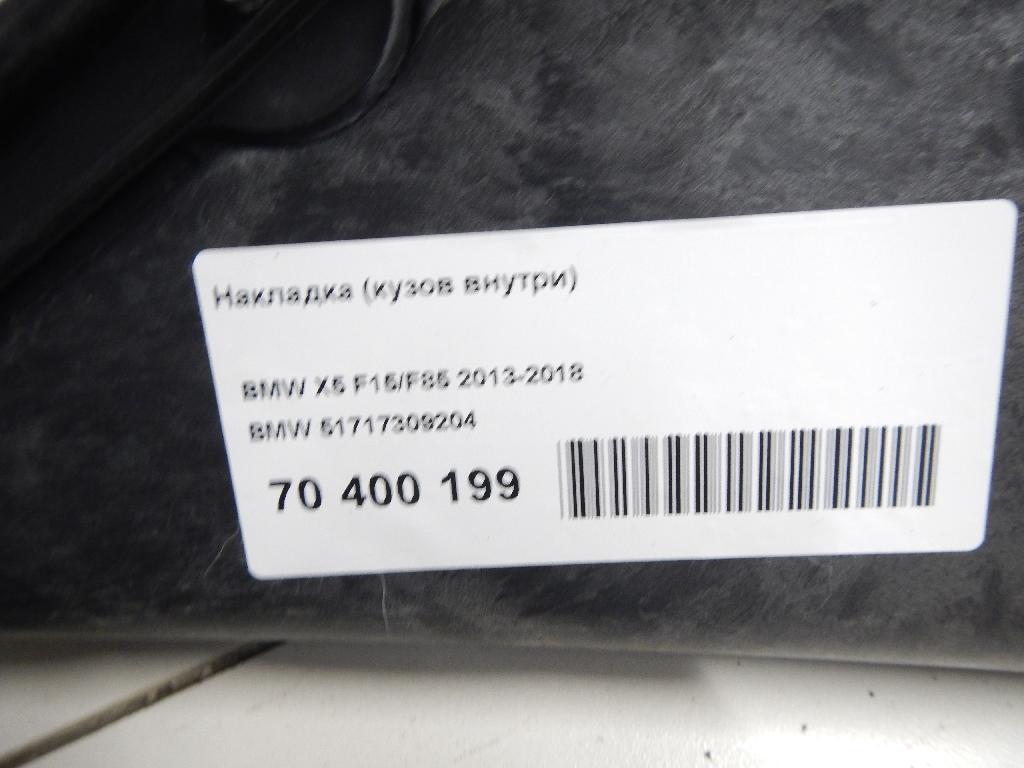 Накладка (кузов внутри)
BMW X5 F15/F85 2013-2018
BMW 51717309204
70 400 199